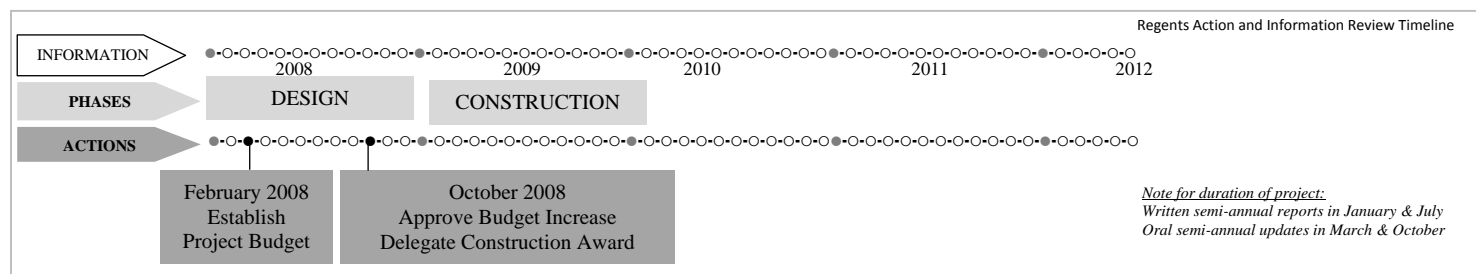 Regents Action and Information Review Timeline
INFORMATION
2008 2009 2010 2011 2012
PHASES
DESIGN
CONSTRUCTION
ACTIONS
February 2008
Establish
Project Budget
October 2008
Approve Budget Increase
Delegate Construction Award
Note for duration of project:
Written semi-annual reports in January & July
Oral semi-annual updates in March & October